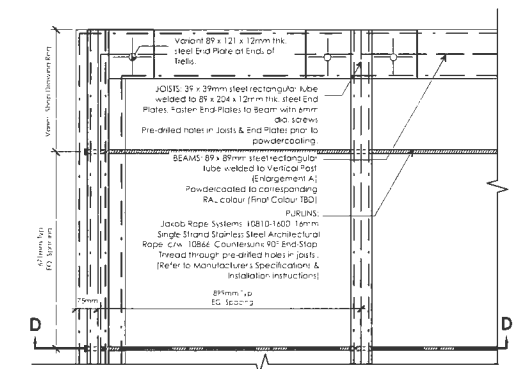 Variant 89 x 121 x 12mm thk.
steel End Plate at Ends of
Trellis.
JOISTS: 39 x 39mm steel rectangular tube
welded to 89 x 204 x 12mm thk. steel End
Plates. Fasten End Plates to Beam with 6mm
dia. screws
Pre-drilled holes in Joists & End Plates prior to
powdercoating.
BEAMS: 89 x 89mm steel rectangular
tube welded to Vertical Post
(Enlargement A)
Powdercoated to corresponding
RAL colour (Final Colour TBD)
PURLINS:
Jakob Rope Systems 10810-1600 16mm
Single Strand Stainless Steel Architectural
Rope c/w 10866 Countersunk 90° End-Stop.
Thread through pre-drilled holes in joists.
(Refer to Manufacturer's Specifications &
Installation Instructions)
Varies Shop Drawing Req.
EQ. Spacing
899mm Typ
EQ. Spacing
75mm
D
D